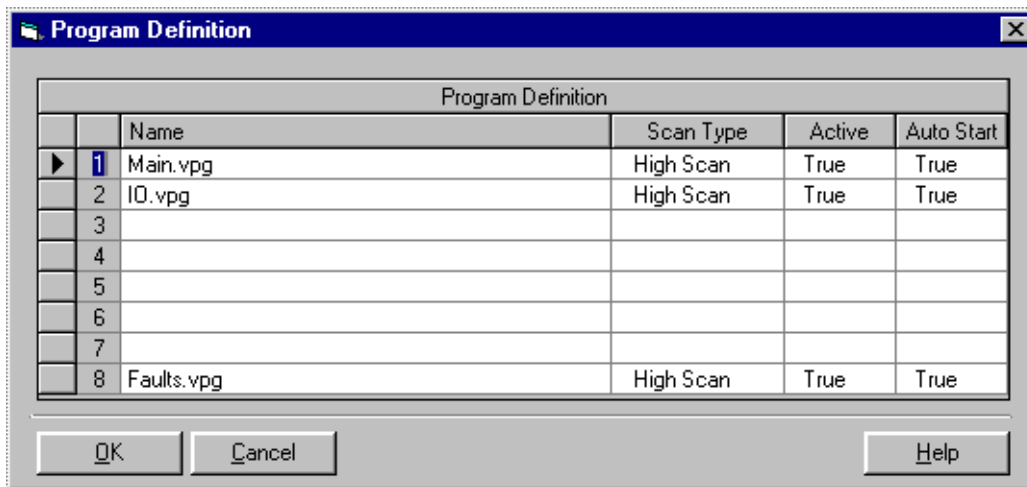 Program Definition
Program Definition
Name Scan Type Active Auto Start
1 Main.vpg High Scan True True
2 IO.vpg High Scan True True
3
4
5
6
7
8 Faults.vpg High Scan True True
OK Cancel Help